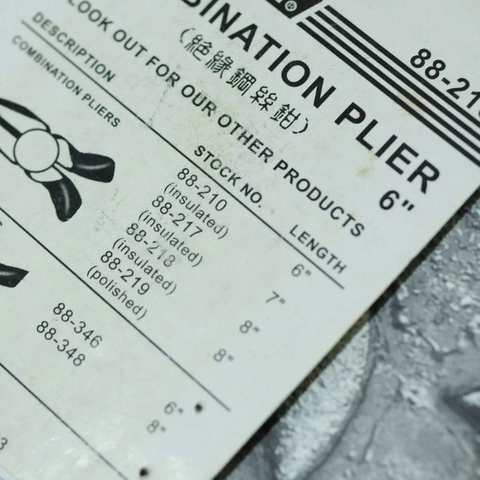 ®
88-21
BINATION PLIER
6"
(絕緣鋼絲鉗)
LOOK OUT FOR OUR OTHER PRODUCTS
DESCRIPTION STOCK NO. LENGTH
COMBINATION PLIERS 88-210 6"
(insulated)
88-217 7"
(insulated)
88-218 8"
(insulated)
88-219 8"
(polished)
88-346 6"
88-348 8"
3